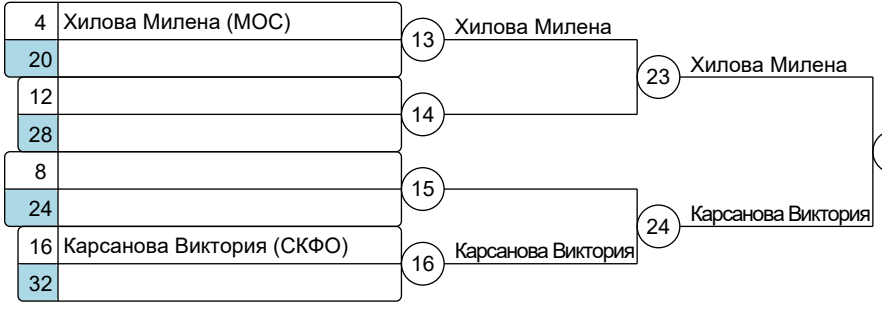 4 Хилова Милена (МОС)
20
13 Хилова Милена
12
28
14
23 Хилова Милена
8
24
15
16 Карсанова Виктория (СКФО)
32
16 Карсанова Виктория
24 Карсанова Виктория